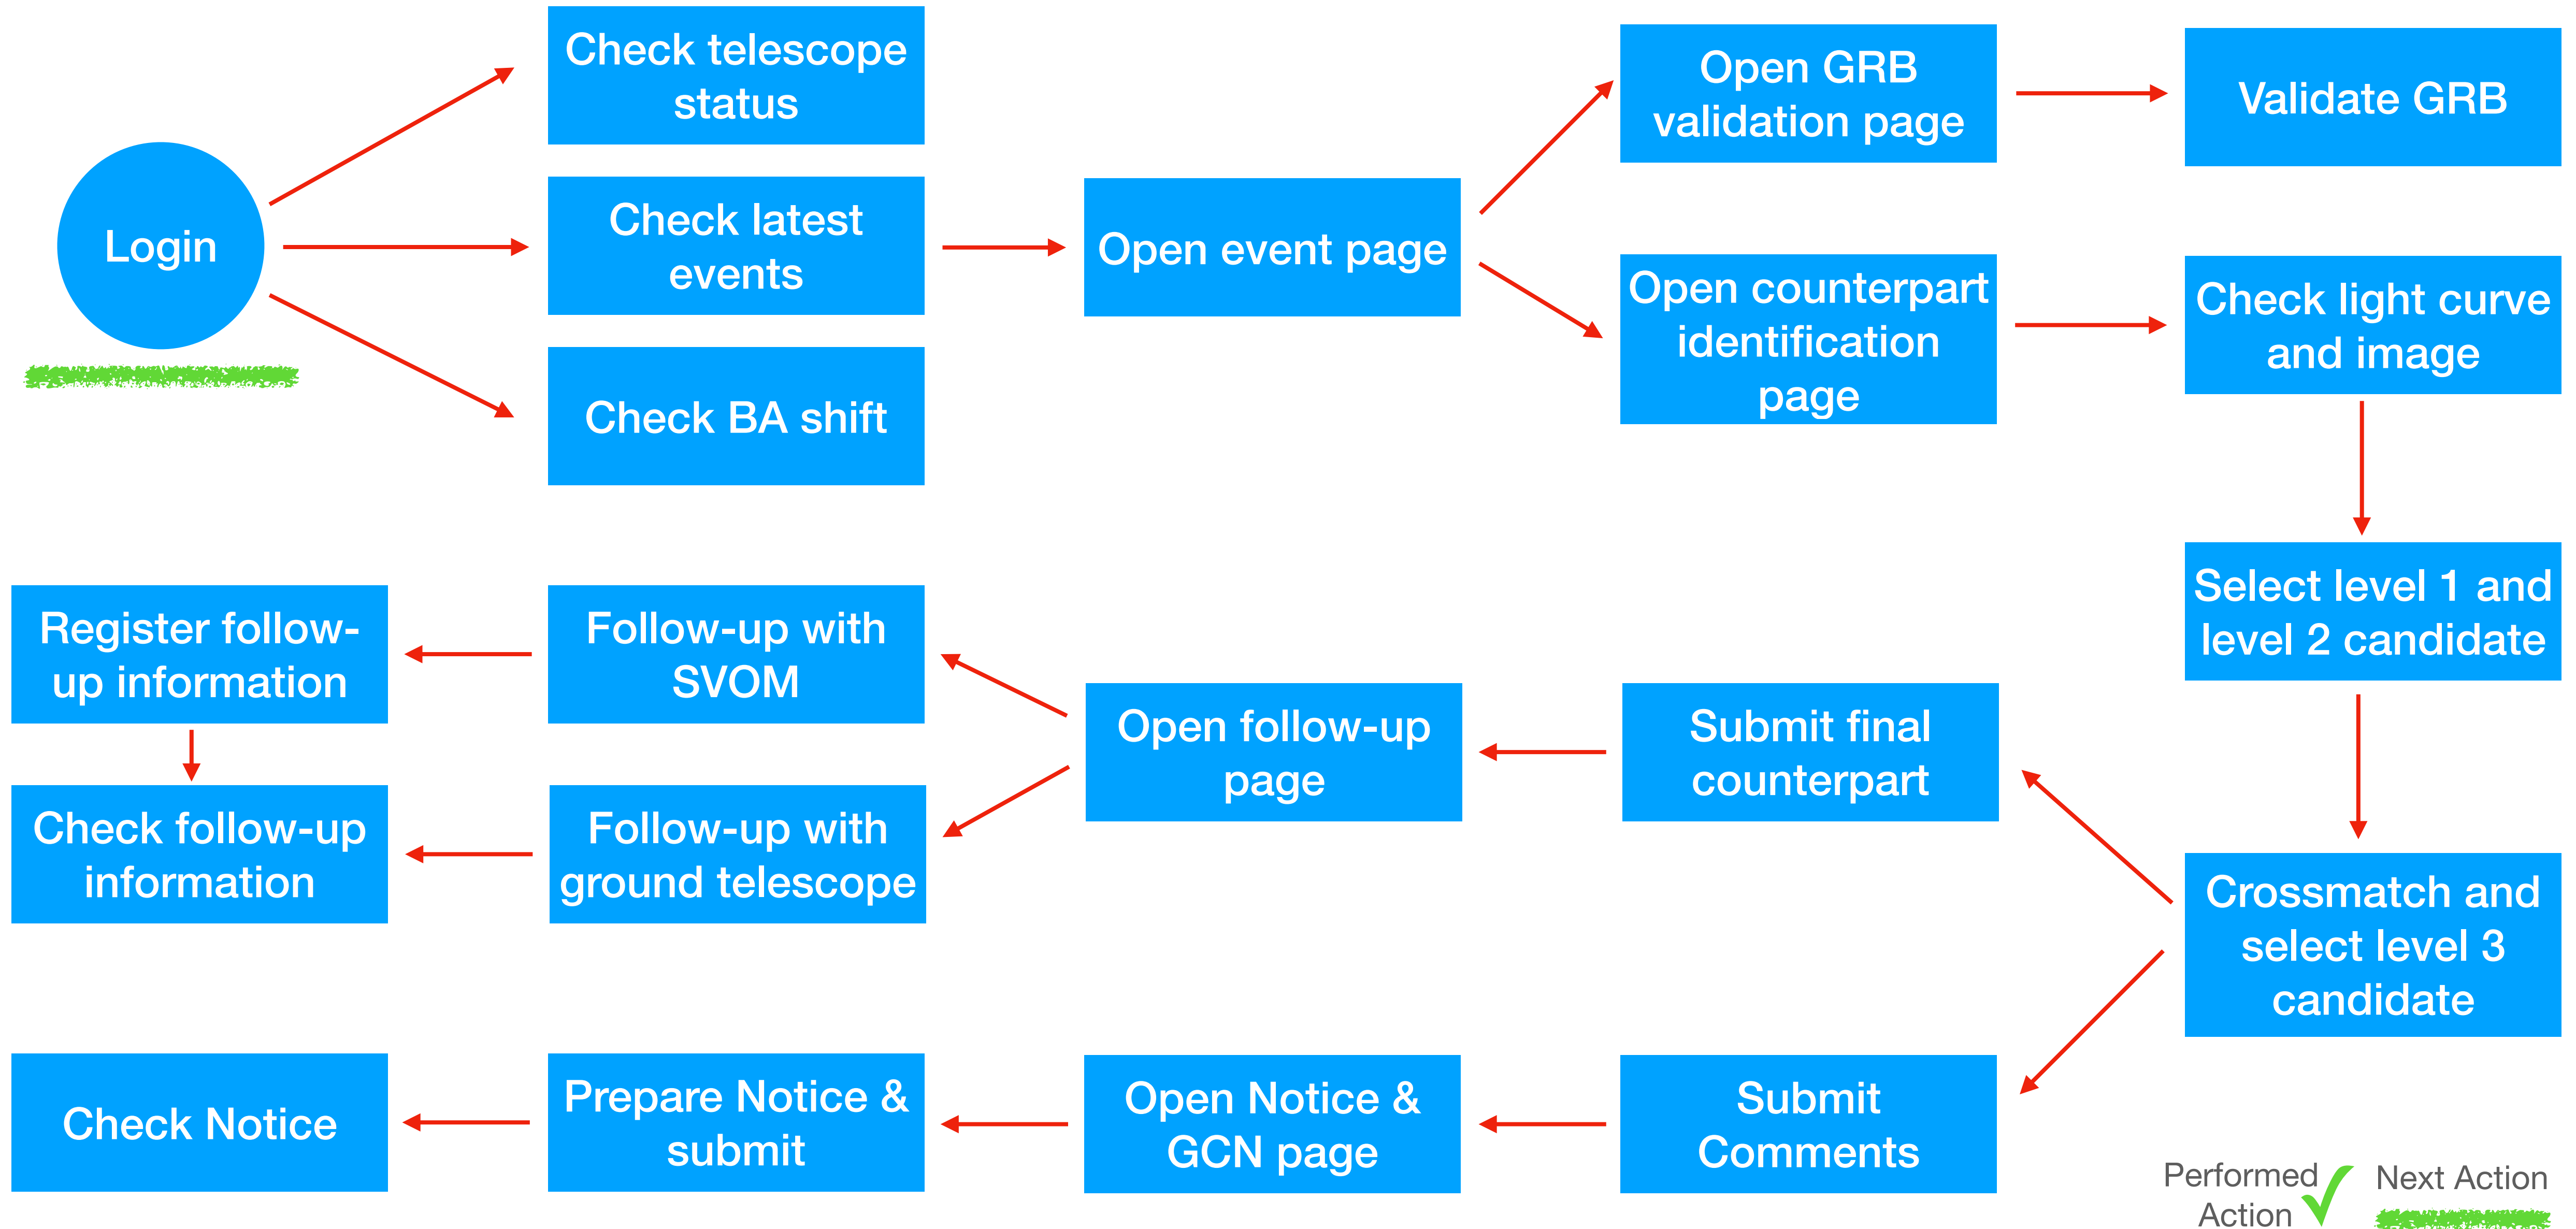 Login
Check telescope
status
Check latest
events
Check BA shift
Open event page
Open GRB
validation page
Validate GRB
Open counterpart
identification
page
Check light curve
and image
Select level 1 and
level 2 candidate
Crossmatch and
select level 3
candidate
Submit final
counterpart
Open follow-up
page
Follow-up with
SVOM
Register follow-
up information
Follow-up with
ground telescope
Check follow-up
information
Submit
Comments
Open Notice &
GCN page
Prepare Notice &
submit
Check Notice
Performed
Action
Next Action